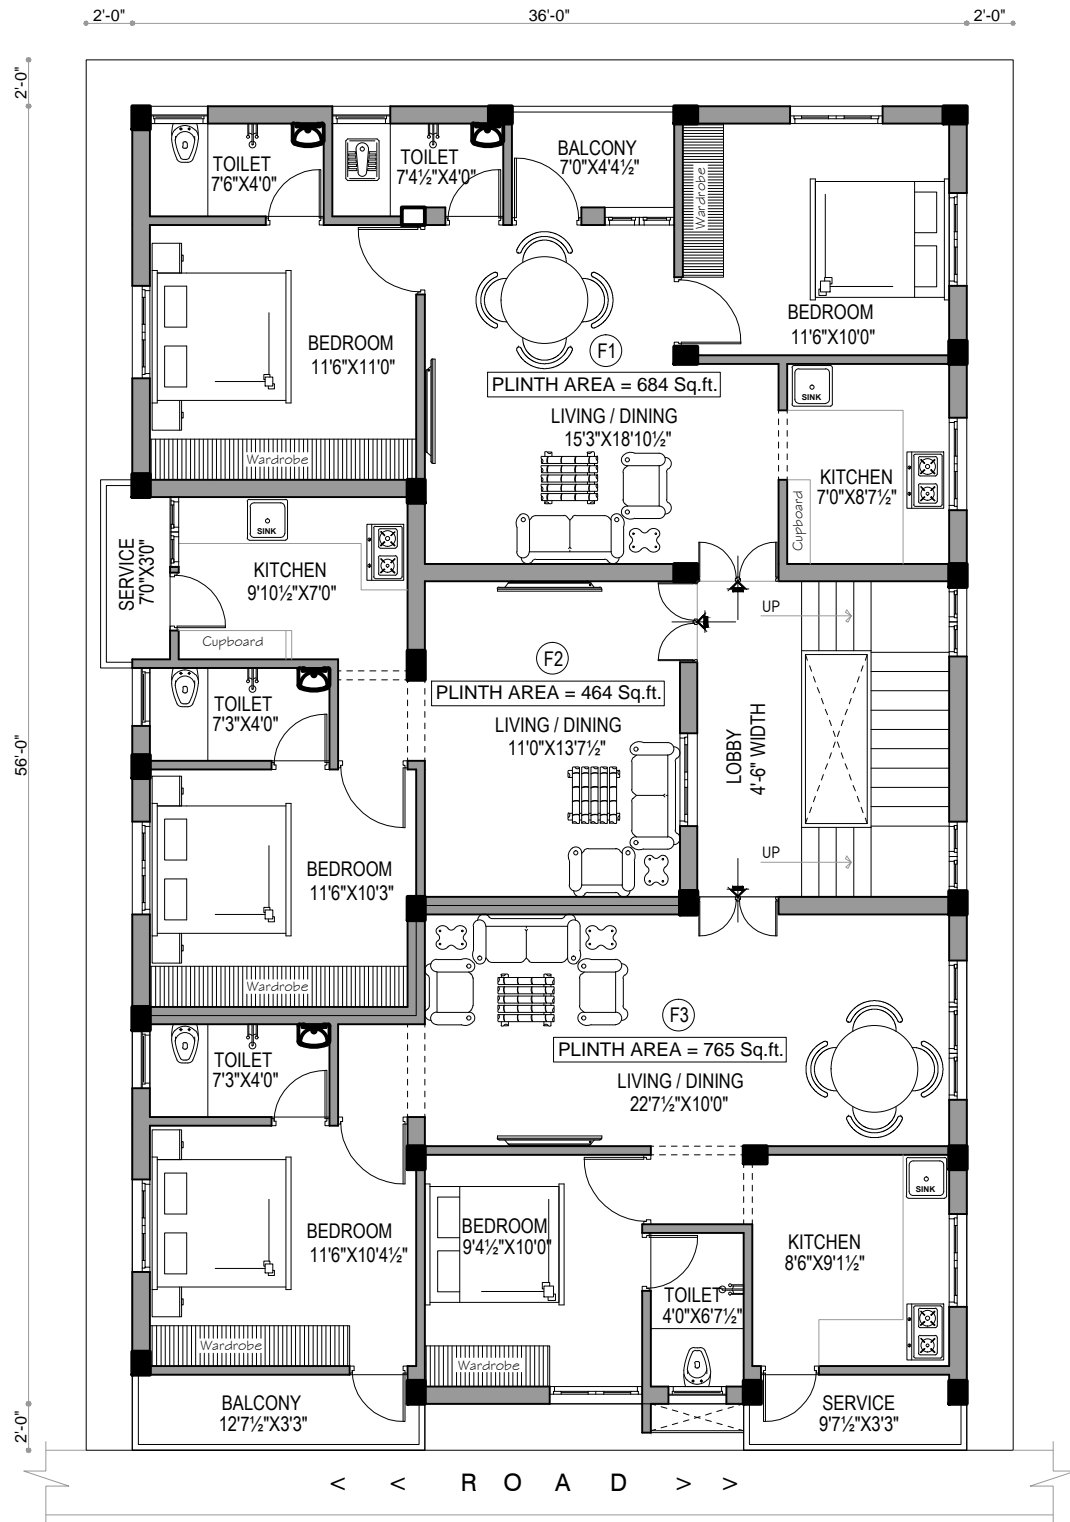 2'-0"
36'-0"
2'-0"
2'-0"
TOILET
7'6"X4'0"
TOILET
7'4½"X4'0"
BALCONY
7'0"X4'4½"
Wardrobe
BEDROOM
11'6"X10'0"
BEDROOM
11'6"X11'0"
F1
PLINTH AREA = 684 Sq.ft.
LIVING / DINING
15'3"X18'10½"
SINK
Wardrobe
KITCHEN
7'0"X8'7½"
Cupboard
SINK
SERVICE
7'0"X3'0"
KITCHEN
9'10½"X7'0"
Cupboard
UP
F2
PLINTH AREA = 464 Sq.ft.
TOILET
7'3"X4'0"
LIVING / DINING
11'0"X13'7½"
LOBBY
4'-6" WIDTH
56'-0"
UP
BEDROOM
11'6"X10'3"
Wardrobe
F3
PLINTH AREA = 765 Sq.ft.
TOILET
7'3"X4'0"
LIVING / DINING
22'7½"X10'0"
SINK
BEDROOM
11'6"X10'4½"
BEDROOM
9'4½"X10'0"
KITCHEN
8'6"X9'1½"
TOILET
4'0"X6'7½"
Wardrobe
Wardrobe
BALCONY
12'7½"X3'3"
SERVICE
9'7½"X3'3"
2'-0"
< < R O A D > >